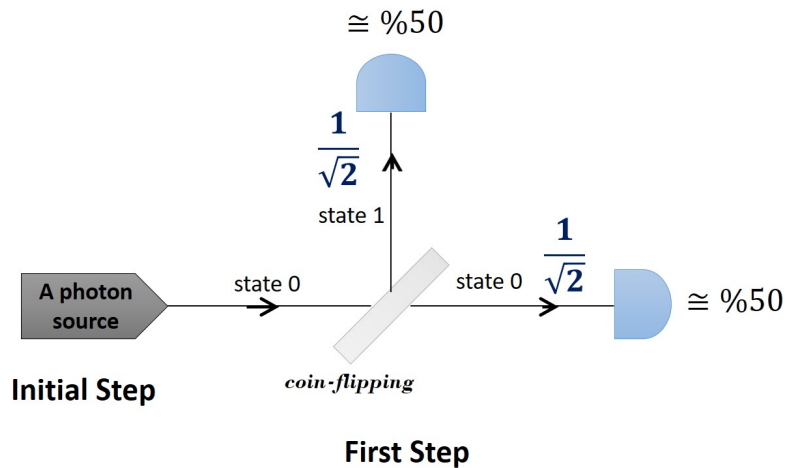 ≅ %50
1
√2
state 1
A photon
source
state 0
state 0
1
√2
≅ %50
coin-flipping
Initial Step
First Step